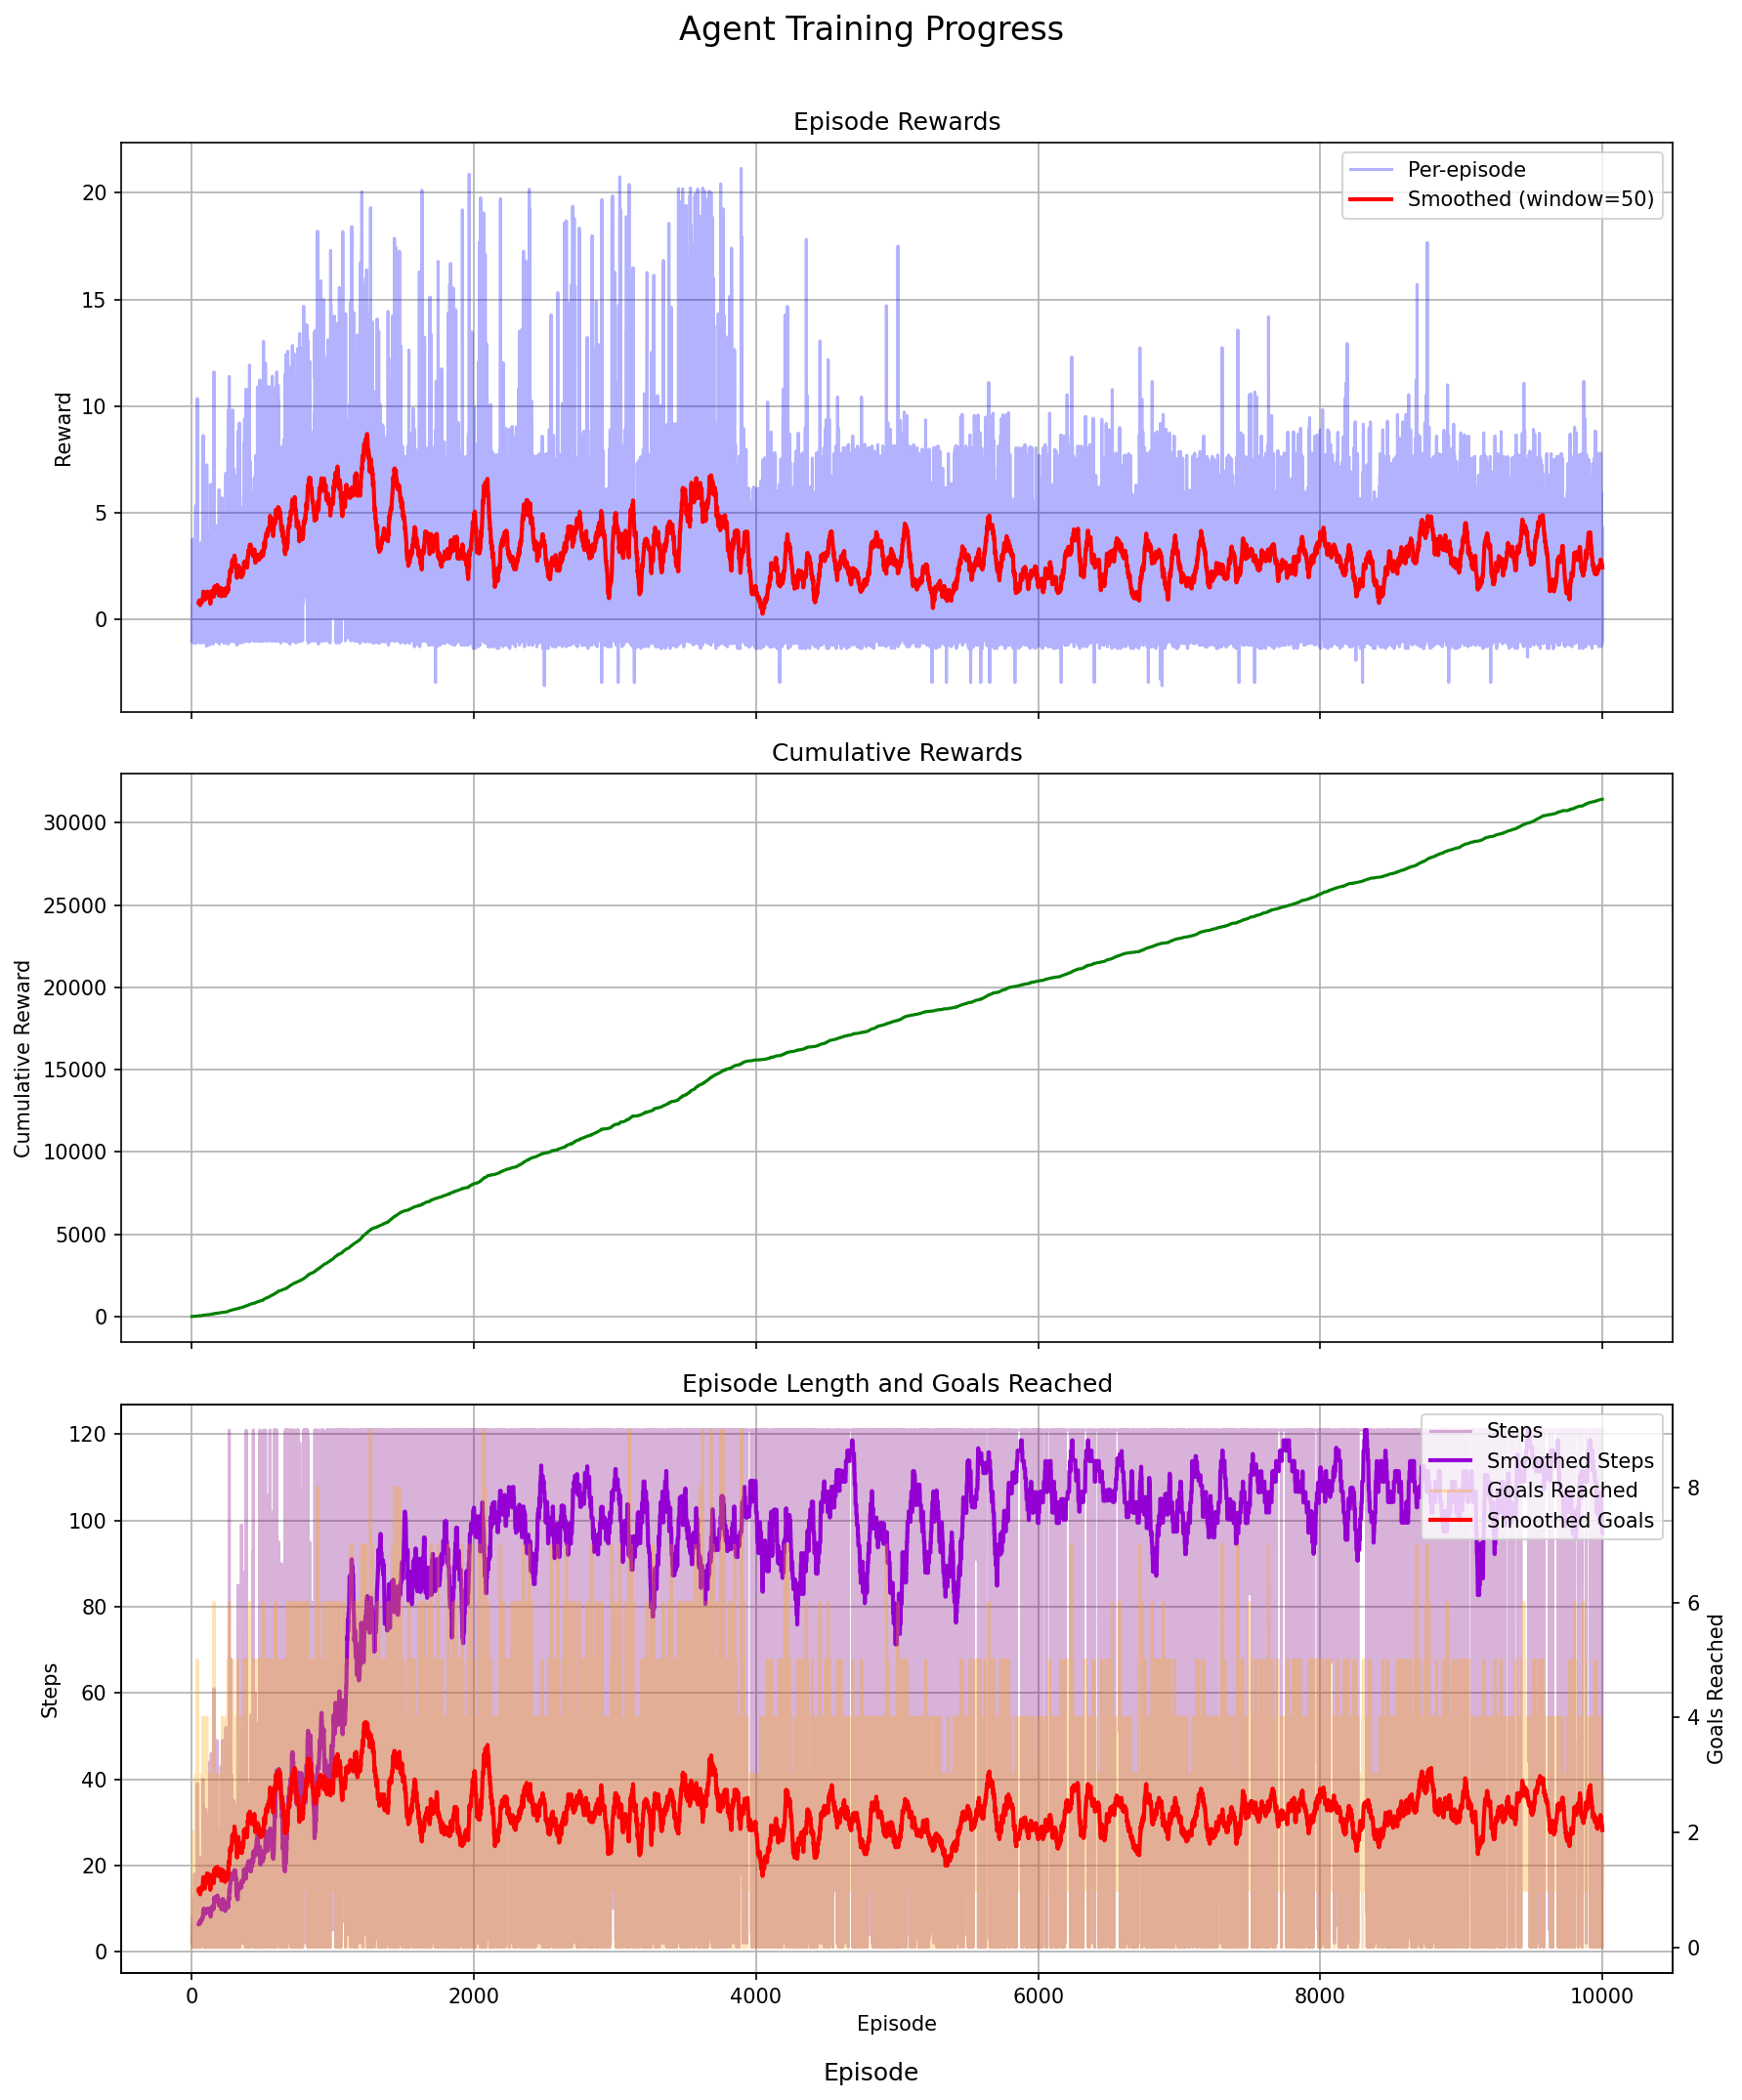 Agent Training Progress
Episode Rewards
Per-episode
Smoothed (window=50)
20
15
10
5
0
Reward
Cumulative Rewards
30000
25000
20000
15000
10000
5000
0
Cumulative Reward
Episode Length and Goals Reached
Steps
Smoothed Steps
Goals Reached
Smoothed Goals
120
100
80
60
40
20
0
Steps
8
6
4
2
0
Goals Reached
0 2000 4000 6000 8000 10000
Episode
Episode